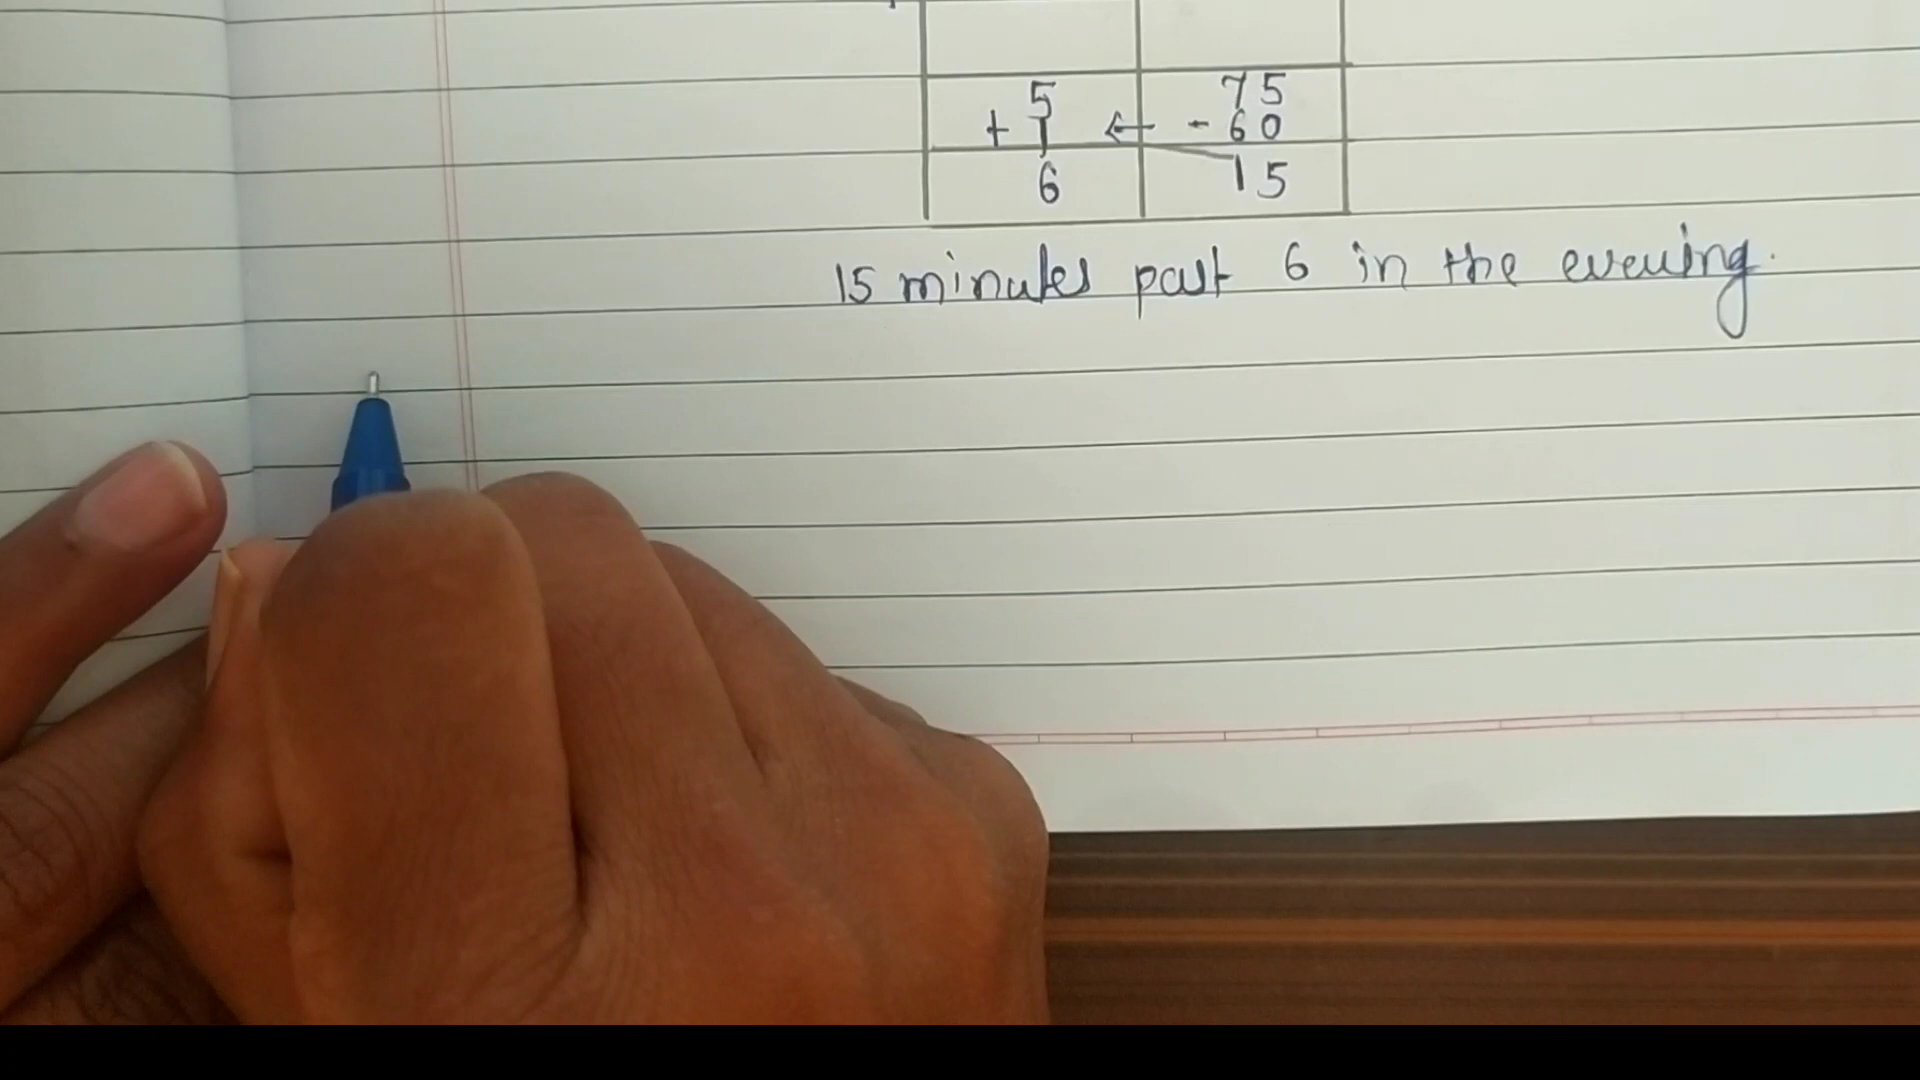 5 75
+ 1 ← - 60
6 15
15 minutes past 6 in the evening.